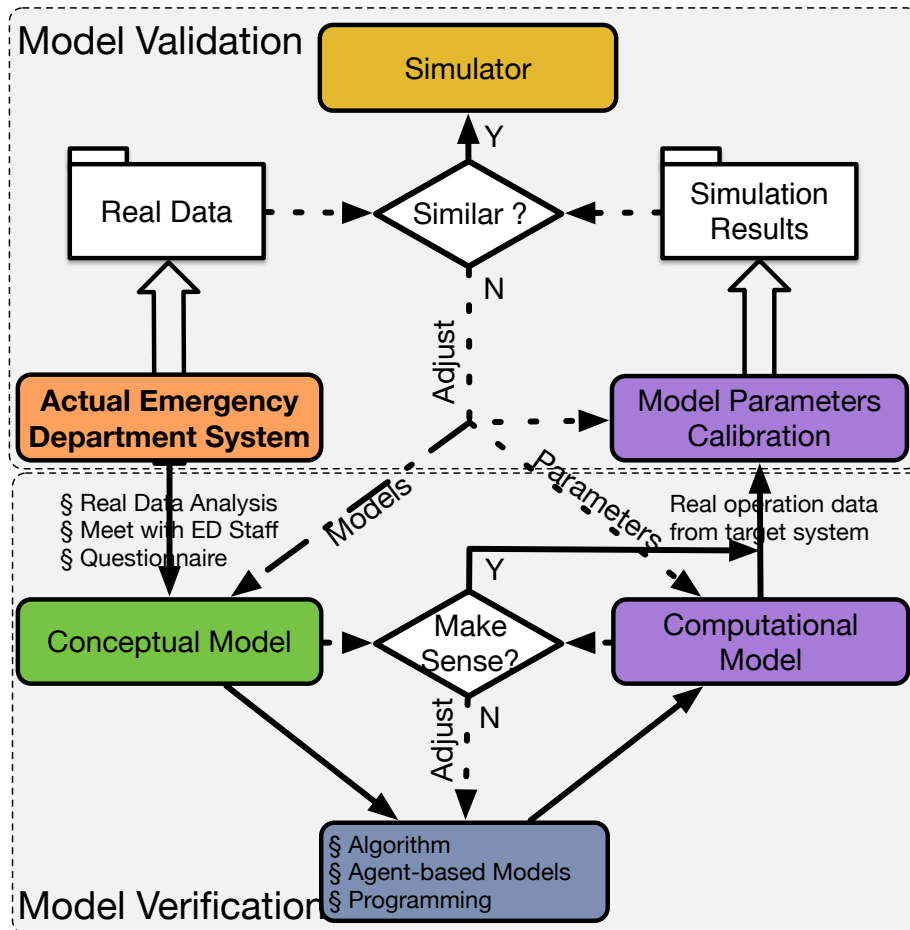 Model Validation
Simulator
Y
Real Data
Similar ?
Simulation
Results
N
Adjust
Actual Emergency
Department System
Model Parameters
Calibration
§ Real Data Analysis
§ Meet with ED Staff
§ Questionnaire
Models
Parameters
Real operation data
from target system
Y
Conceptual Model
Make
Sense?
Computational
Model
N
Adjust
§ Algorithm
§ Agent-based Models
§ Programming
Model Verification